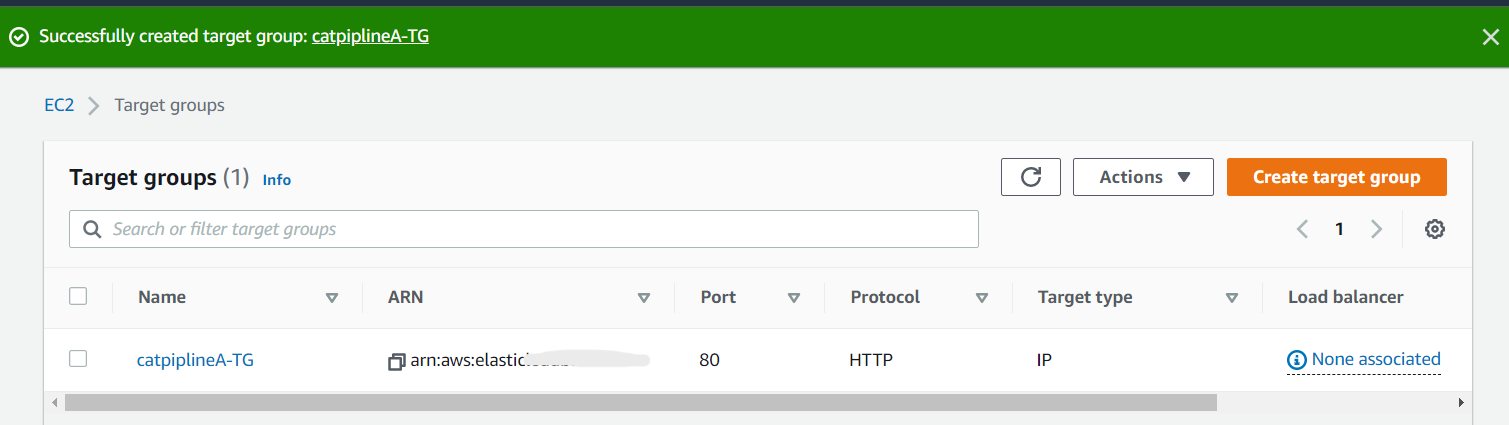 Successfully created target group: catpiplineA-TG
EC2 Target groups
Target groups (1) Info
Actions
Create target group
Search or filter target groups
1
Name ARN Port Protocol Target type Load balancer
catpiplineA-TG arn:aws:elastic 80 HTTP IP None associated